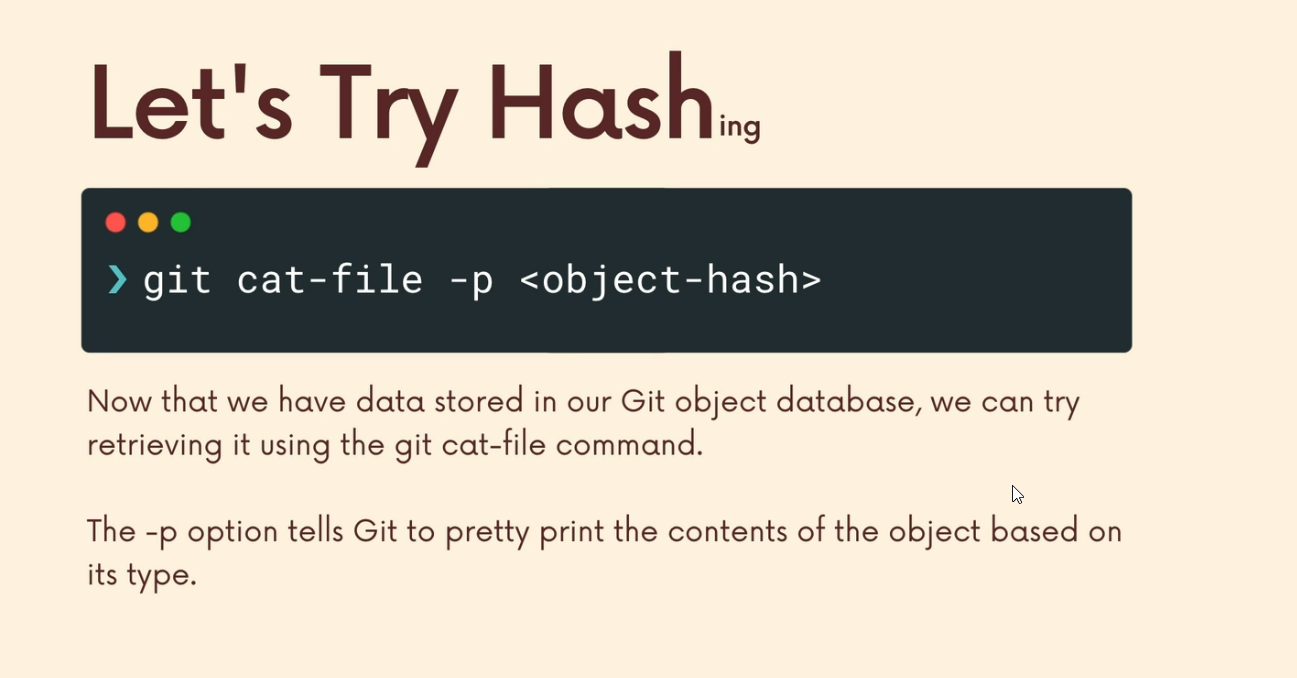 Let's Try Hashing
❯ git cat-file -p <object-hash>
Now that we have data stored in our Git object database, we can try
retrieving it using the git cat-file command.
The -p option tells Git to pretty print the contents of the object based on
its type.